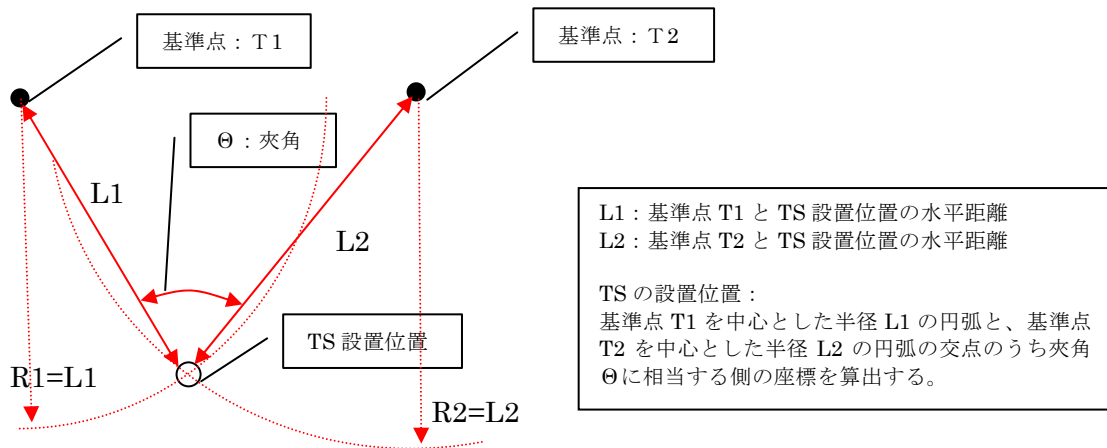 基準点：Ｔ1
基準点：Ｔ2
Θ：夾角
L1
L2
TS 設置位置
R1=L1
R2=L2
L1：基準点 T1 と TS 設置位置の水平距離
L2：基準点 T2 と TS 設置位置の水平距離
TS の設置位置：
基準点 T1 を中心とした半径 L1 の円弧と、基準点
T2 を中心とした半径 L2 の円弧の交点のうち夾角
Θに相当する側の座標を算出する。